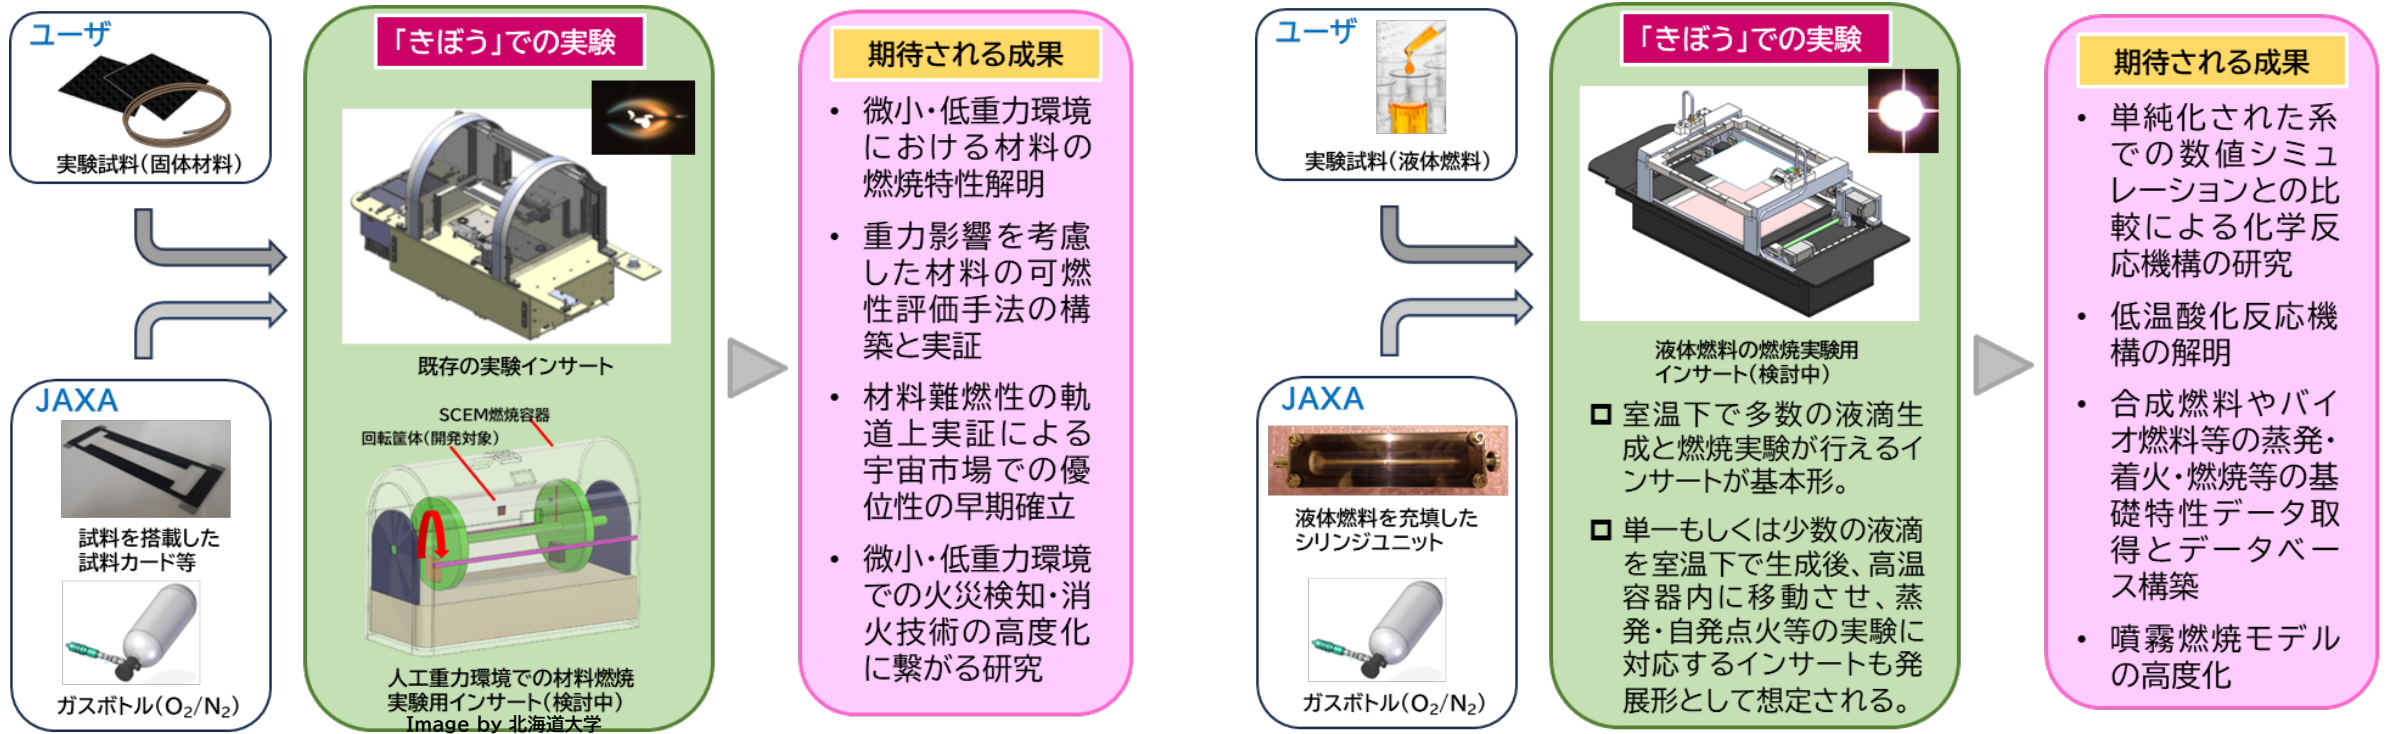 ユーザ
実験試料(固体材料)
JAXA
試料を搭載した
試料カード等
ガスボトル(O₂/N₂)
「きぼう」での実験
既存の実験インサート
SCEM燃焼容器
回転筐体(開発対象)
人工重力環境での材料燃焼
実験用インサート(検討中)
Image by 北海道大学
期待される成果
• 微小・低重力環境
における材料の
燃焼特性解明
• 重力影響を考慮
した材料の可燃
性評価手法の構
築と実証
• 材料難燃性の軌
道上実証による
宇宙市場での優
位性の早期確立
• 微小・低重力環境
での火災検知・消
火技術の高度化
に繋がる研究
ユーザ
実験試料(液体燃料)
JAXA
液体燃料を充填した
シリンジユニット
ガスボトル(O₂/N₂)
「きぼう」での実験
液体燃料の燃焼実験用
インサート(検討中)
室温下で多数の液滴生
成と燃焼実験が行えるイ
ンサートが基本形。
単一もしくは少数の液滴
を室温下で生成後、高温
容器内に移動させ、蒸
発・自発点火等の実験に
対応するインサートも発
展形として想定される。
期待される成果
• 単純化された系
での数値シミュ
レーションとの比
較による化学反
応機構の研究
• 低温酸化反応機
構の解明
• 合成燃料やバイ
オ燃料等の蒸発・
着火・燃焼等の基
礎特性データ取
得とデータベー
ス構築
• 噴霧燃焼モデル
の高度化